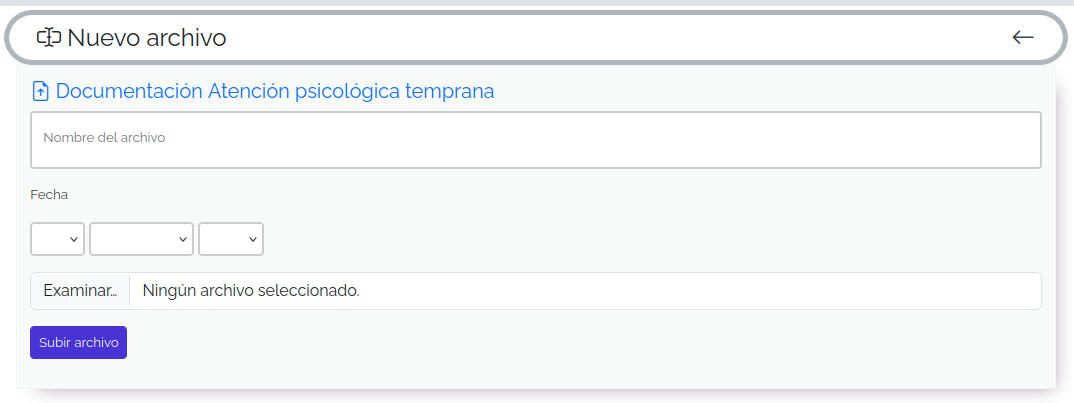 Nuevo archivo
Documentación Atención psicológica temprana
Nombre del archivo
Fecha
Examinar... Ningún archivo seleccionado.
Subir archivo